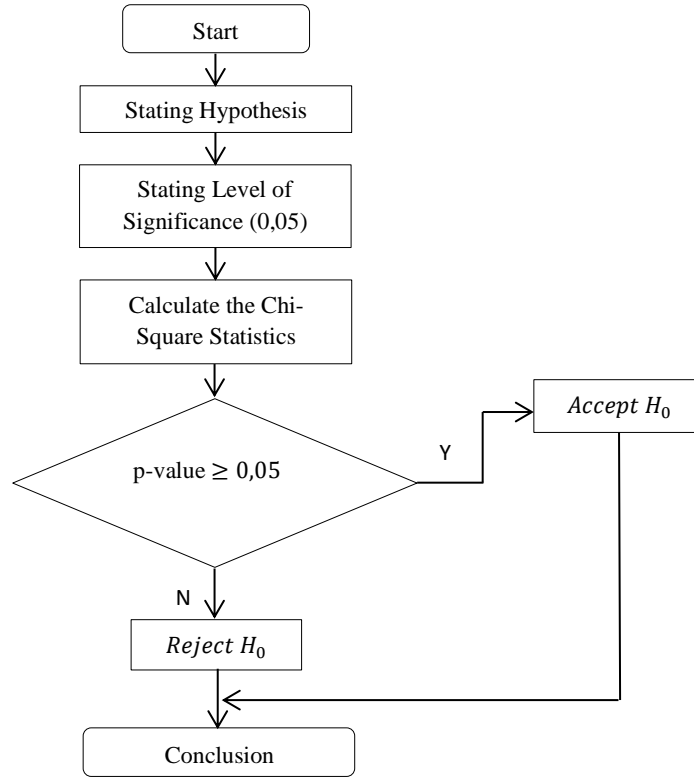 Start
Stating Hypothesis
Stating Level of
Significance (0,05)
Calculate the Chi-
Square Statistics
p-value ≥ 0,05
Y
Accept H₀
N
Reject H₀
Conclusion